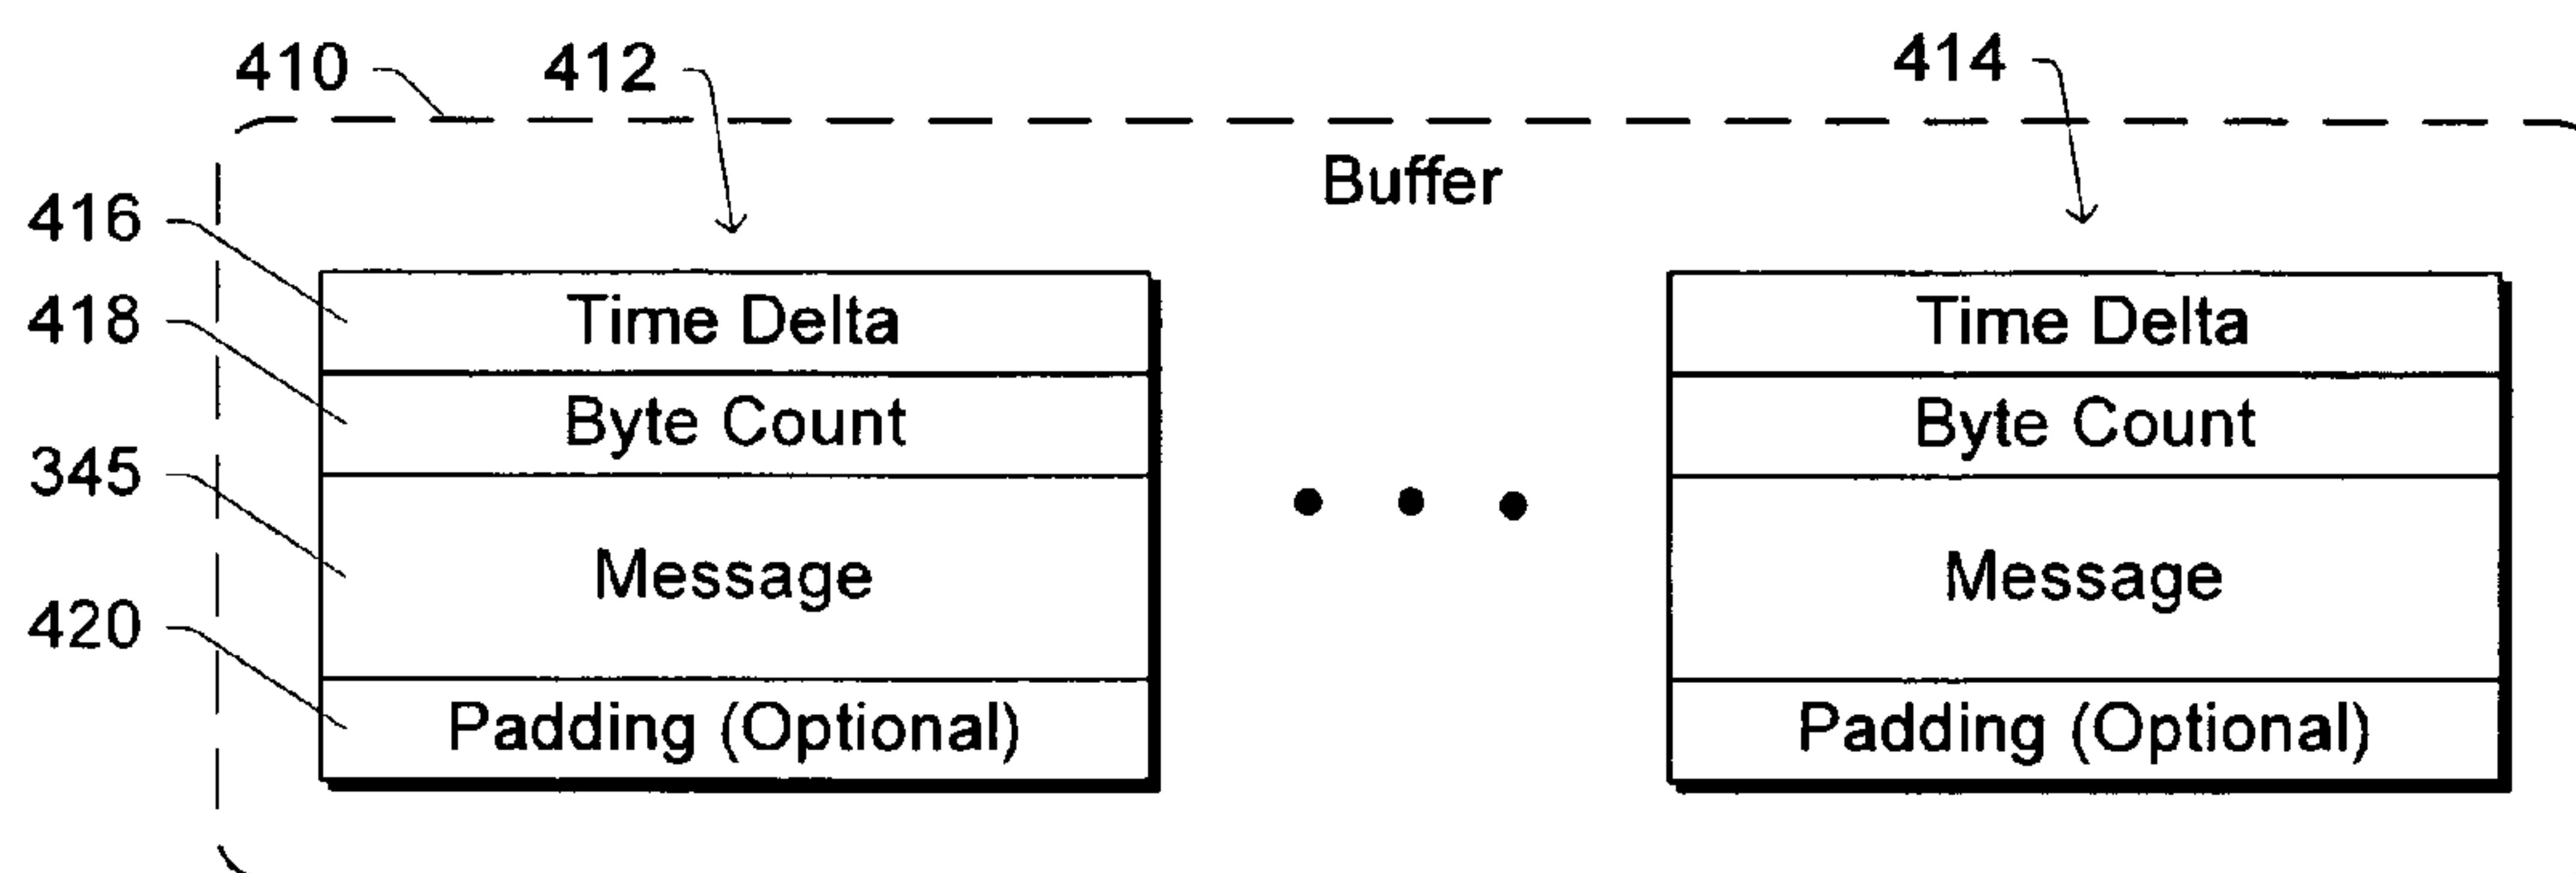 410 412 414
Buffer
416 Time Delta Time Delta
418 Byte Count Byte Count
345 Message Message
420 Padding (Optional) Padding (Optional)